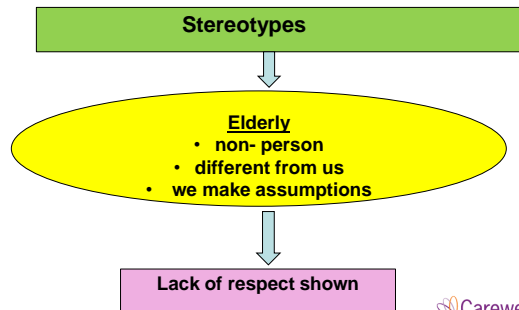 Stereotypes
Elderly
• non- person
• different from us
• we make assumptions
Lack of respect shown